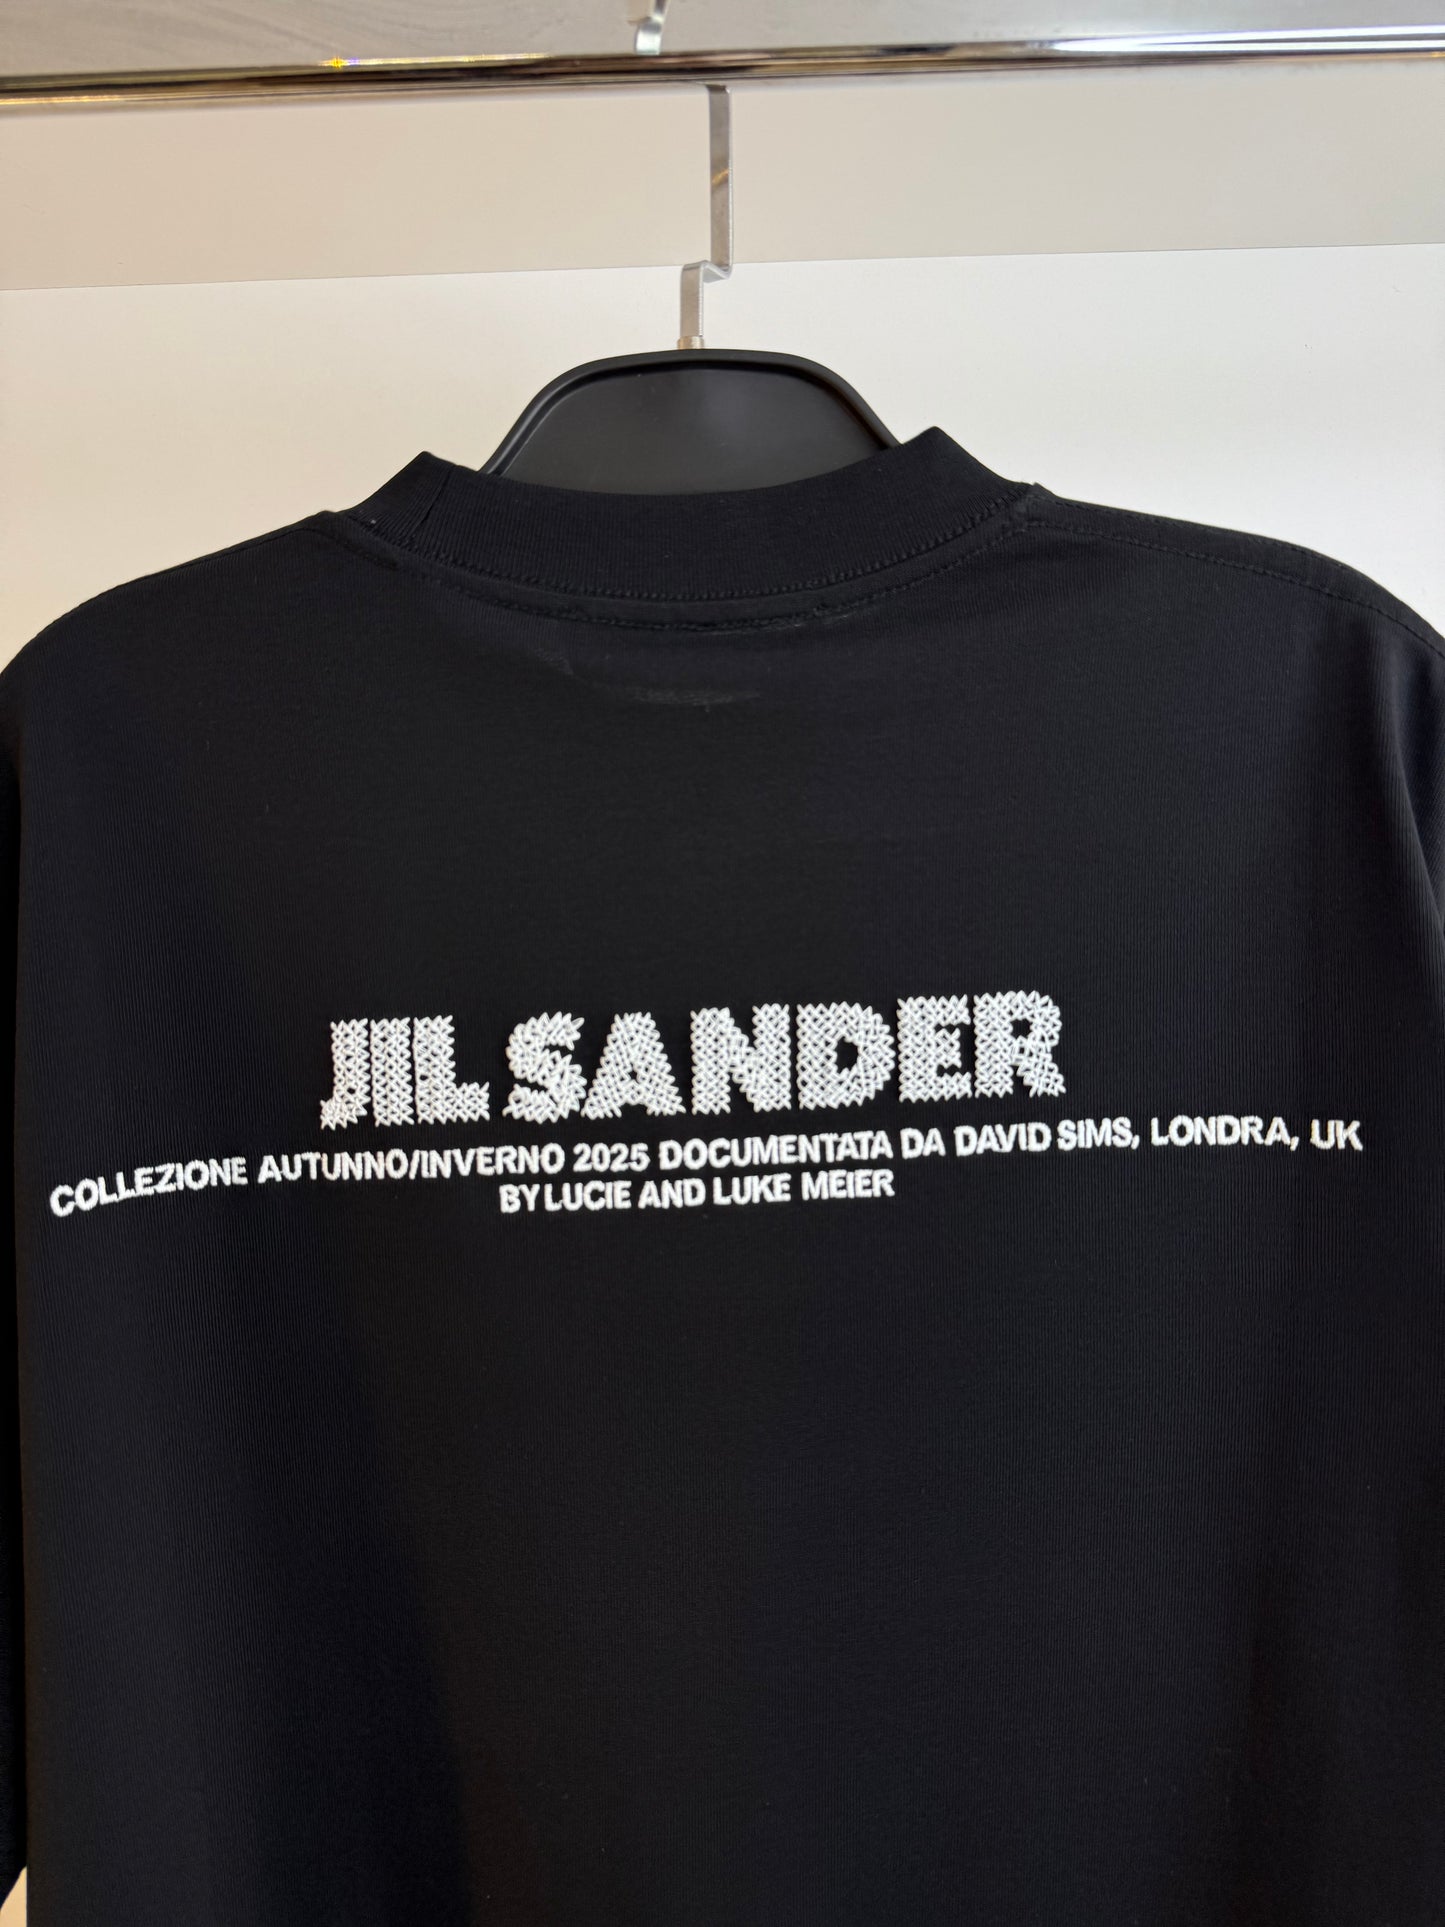 JIL SANDER
COLLEZIONE AUTUNNO/INVERNO 2025 DOCUMENTATA DA DAVID SIMS, LONDRA, UK
BY LUCIE AND LUKE MEIER